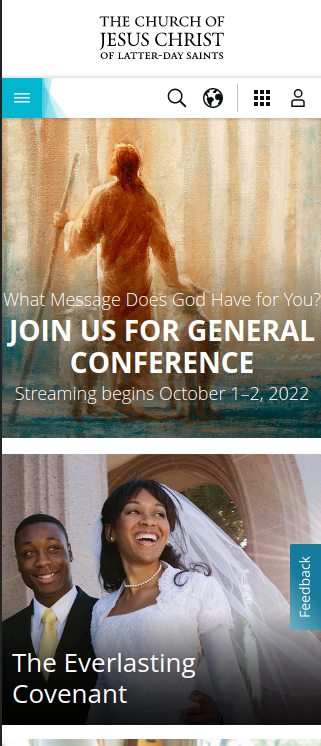 THE CHURCH OF
JESUS CHRIST
OF LATTER-DAY SAINTS
What Message Does God Have for You?
JOIN US FOR GENERAL
CONFERENCE
Streaming begins October 1–2, 2022
Feedback
The Everlasting
Covenant